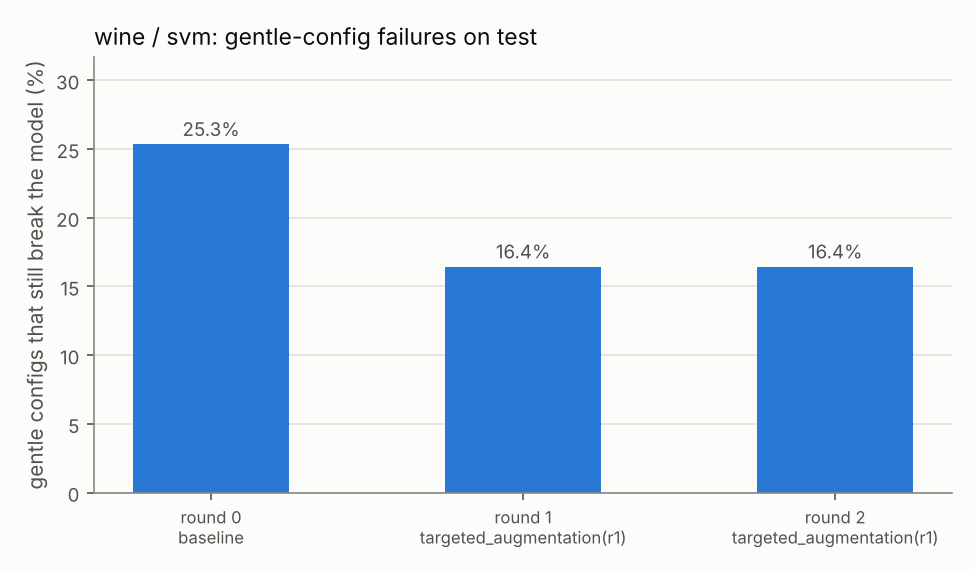 wine / svm: gentle-config failures on test
gentle configs that still break the model (%)
30
25
20
15
10
5
0
25.3%
16.4%
16.4%
round 0
baseline
round 1
targeted_augmentation(r1)
round 2
targeted_augmentation(r1)